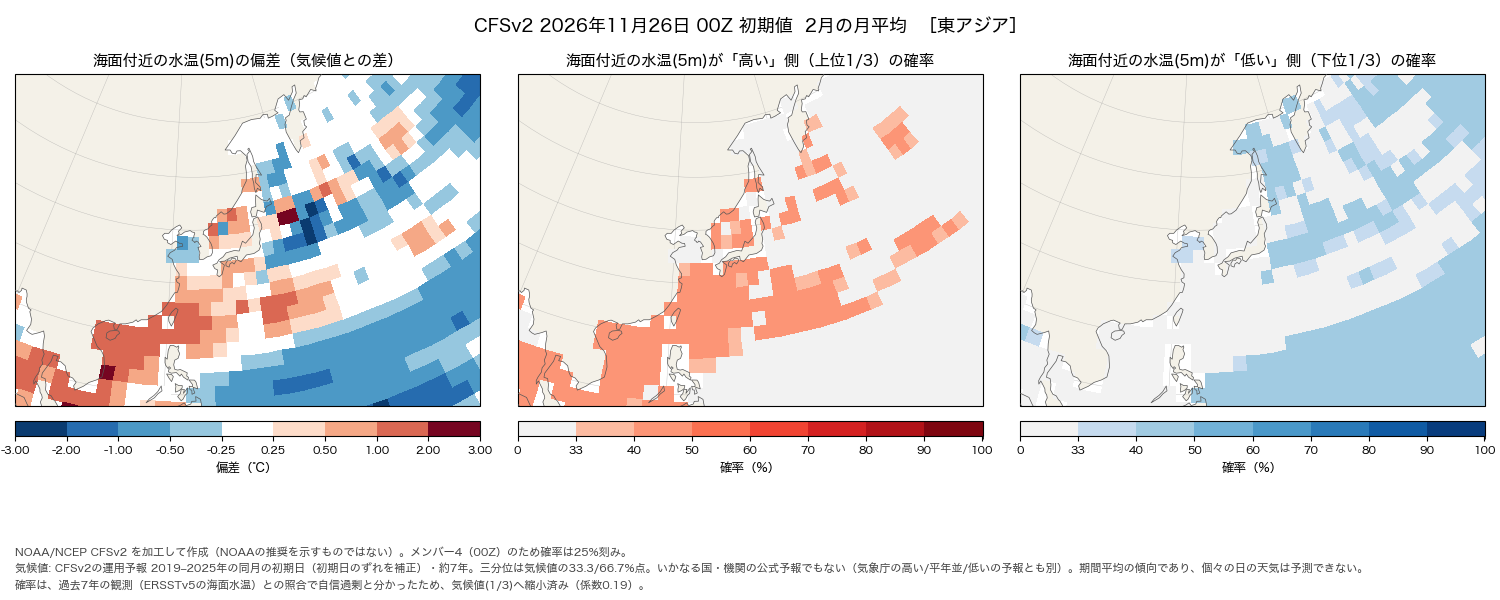 CFSv2 2026年11月26日 00Z 初期値 2月の月平均 ［東アジア］
海面付近の水温(5m)の偏差（気候値との差）
海面付近の水温(5m)が「高い」側（上位1/3）の確率
海面付近の水温(5m)が「低い」側（下位1/3）の確率
-3.00 -2.00 -1.00 -0.50 -0.25 0.25 0.50 1.00 2.00 3.00
偏差（℃）
0 33 40 50 60 70 80 90 100
確率（%）
0 33 40 50 60 70 80 90 100
確率（%）
NOAA/NCEP CFSv2 を加工して作成（NOAAの推奨を示すものではない）。メンバー4（00Z）のため確率は25%刻み。
気候値: CFSv2の運用予報 2019–2025年の同月の初期日（初期日のずれを補正）・約7年。三分位は気候値の33.3/66.7%点。いかなる国・機関の公式予報でもない（気象庁の高い/平年並/低いの予報とも別）。期間平均の傾向であり、個々の日の天気は予測できない。
確率は、過去7年の観測（ERSSTv5の海面水温）との照合で自信過剰と分かったため、気候値(1/3)へ縮小済み（係数0.19）。